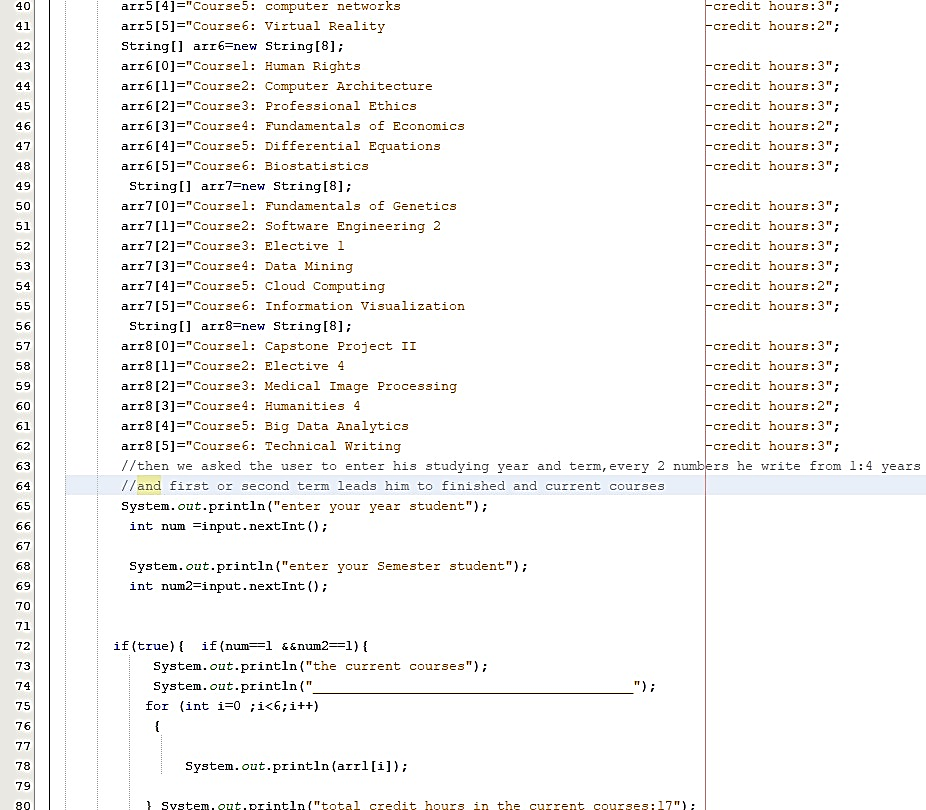 40 arr5[4]="Course5: computer networks -credit hours:3";
41 arr5[5]="Course6: Virtual Reality -credit hours:2";
42 String[] arr6=new String[8];
43 arr6[0]="Course1: Human Rights -credit hours:3";
44 arr6[1]="Course2: Computer Architecture -credit hours:3";
45 arr6[2]="Course3: Professional Ethics -credit hours:3";
46 arr6[3]="Course4: Fundamentals of Economics -credit hours:2";
47 arr6[4]="Course5: Differential Equations -credit hours:3";
48 arr6[5]="Course6: Biostatistics -credit hours:3";
49 String[] arr7=new String[8];
50 arr7[0]="Course1: Fundamentals of Genetics -credit hours:3";
51 arr7[1]="Course2: Software Engineering 2 -credit hours:3";
52 arr7[2]="Course3: Elective 1 -credit hours:3";
53 arr7[3]="Course4: Data Mining -credit hours:3";
54 arr7[4]="Course5: Cloud Computing -credit hours:2";
55 arr7[5]="Course6: Information Visualization -credit hours:3";
56 String[] arr8=new String[8];
57 arr8[0]="Course1: Capstone Project II -credit hours:3";
58 arr8[1]="Course2: Elective 4 -credit hours:3";
59 arr8[2]="Course3: Medical Image Processing -credit hours:3";
60 arr8[3]="Course4: Humanities 4 -credit hours:2";
61 arr8[4]="Course5: Big Data Analytics -credit hours:3";
62 arr8[5]="Course6: Technical Writing -credit hours:3";
63 //then we asked the user to enter his studying year and term,every 2 numbers he write from 1:4 years
64 //and first or second term leads him to finished and current courses
65 System.out.println("enter your year student");
66 int num =input.nextInt();
67
68 System.out.println("enter your Semester student");
69 int num2=input.nextInt();
70
71
72 if(true){ if(num==1 &&num2==1){
73 System.out.println("the current courses");
74 System.out.println("________________________________________");
75 for (int i=0 ;i<6;i++)
76 {
77
78 System.out.println(arr1[i]);
79
80 } System.out.println("total credit hours in the current courses:17");